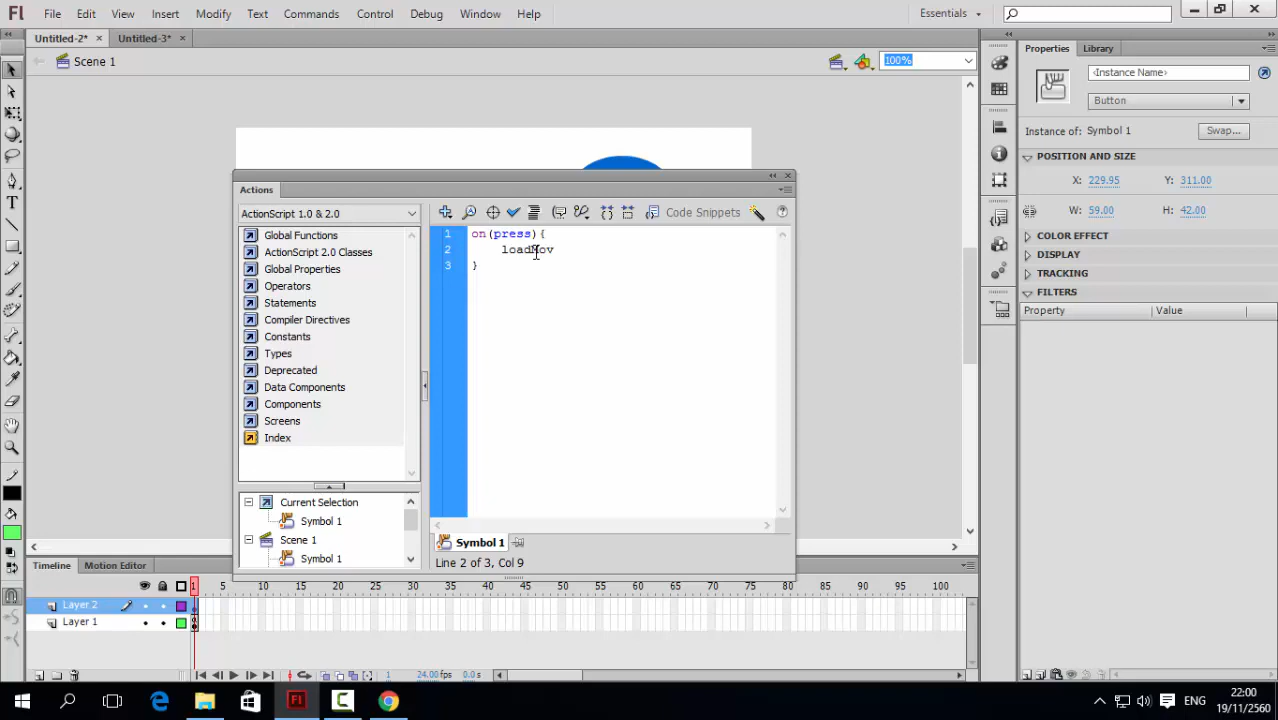 Fl File Edit View Insert Modify Text Commands Control Debug Window Help Essentials
Untitled-2* × Untitled-3* ×
Scene 1 100%
Properties Library
<Instance Name>
Button
Instance of: Symbol 1 Swap...
POSITION AND SIZE
X: 229.95 Y: 311.00
W: 59.00 H: 42.00
COLOR EFFECT
DISPLAY
TRACKING
FILTERS
Property Value
Actions
ActionScript 1.0 & 2.0
Code Snippets
Global Functions
ActionScript 2.0 Classes
Global Properties
Operators
Statements
Compiler Directives
Constants
Types
Deprecated
Data Components
Components
Screens
Index
1 on(press){
2 loadMov
3 }
Current Selection
Symbol 1
Scene 1
Symbol 1
Symbol 1
Line 2 of 3, Col 9
Timeline Motion Editor
1 5 10 15 20 25 30 35 40 45 50 55 60 65 70 75 80 85 90 95 100
Layer 2
Layer 1
1 24.00fps 0.0s
Fl
ENG
22:00
19/11/2560